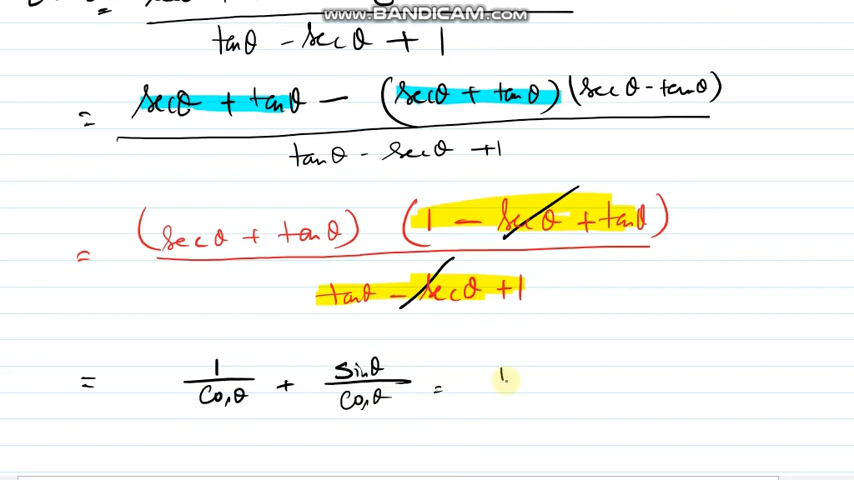 www.BANDICAM.com
tanθ - secθ + 1
= secθ + tanθ - (secθ + tanθ)(secθ - tanθ)
tanθ - secθ +1
= (secθ + tanθ) (1 - secθ + tanθ)
tanθ - secθ +1
= 1 + sinθ = 1
Cosθ Cosθ